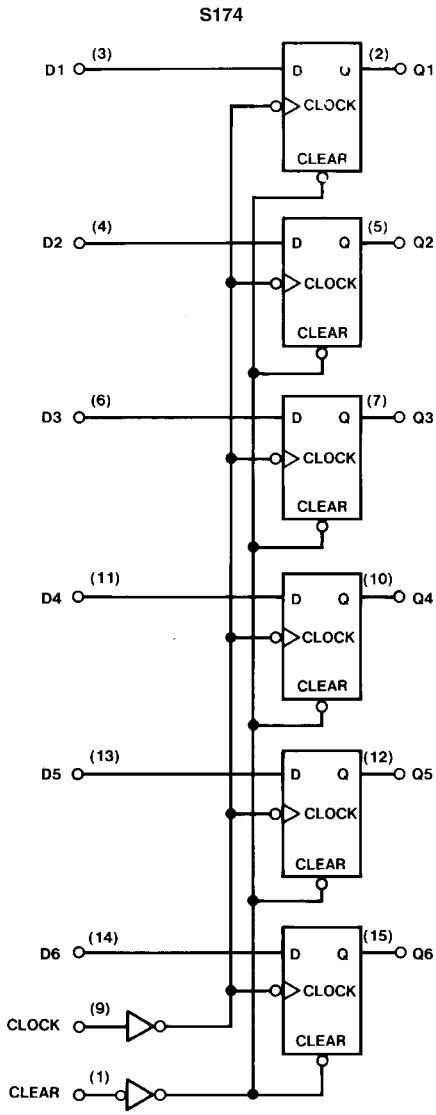 S174
D1 (3) D Q (2) Q1
CLOCK
CLEAR
D2 (4) D Q (5) Q2
CLOCK
CLEAR
D3 (6) D Q (7) Q3
CLOCK
CLEAR
D4 (11) D Q (10) Q4
CLOCK
CLEAR
D5 (13) D Q (12) Q5
CLOCK
CLEAR
D6 (14) D Q (15) Q6
CLOCK
CLOCK (9)
CLEAR
CLEAR (1)